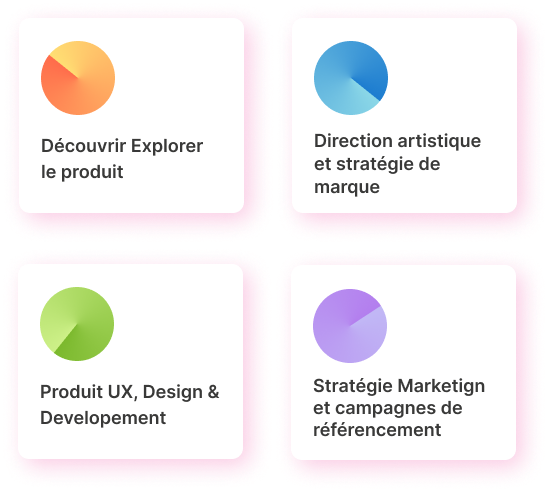 Découvrir Explorer
le produit
Direction artistique
et stratégie de
marque
Produit UX, Design &
Developement
Stratégie Marketign
et campagnes de
référencement